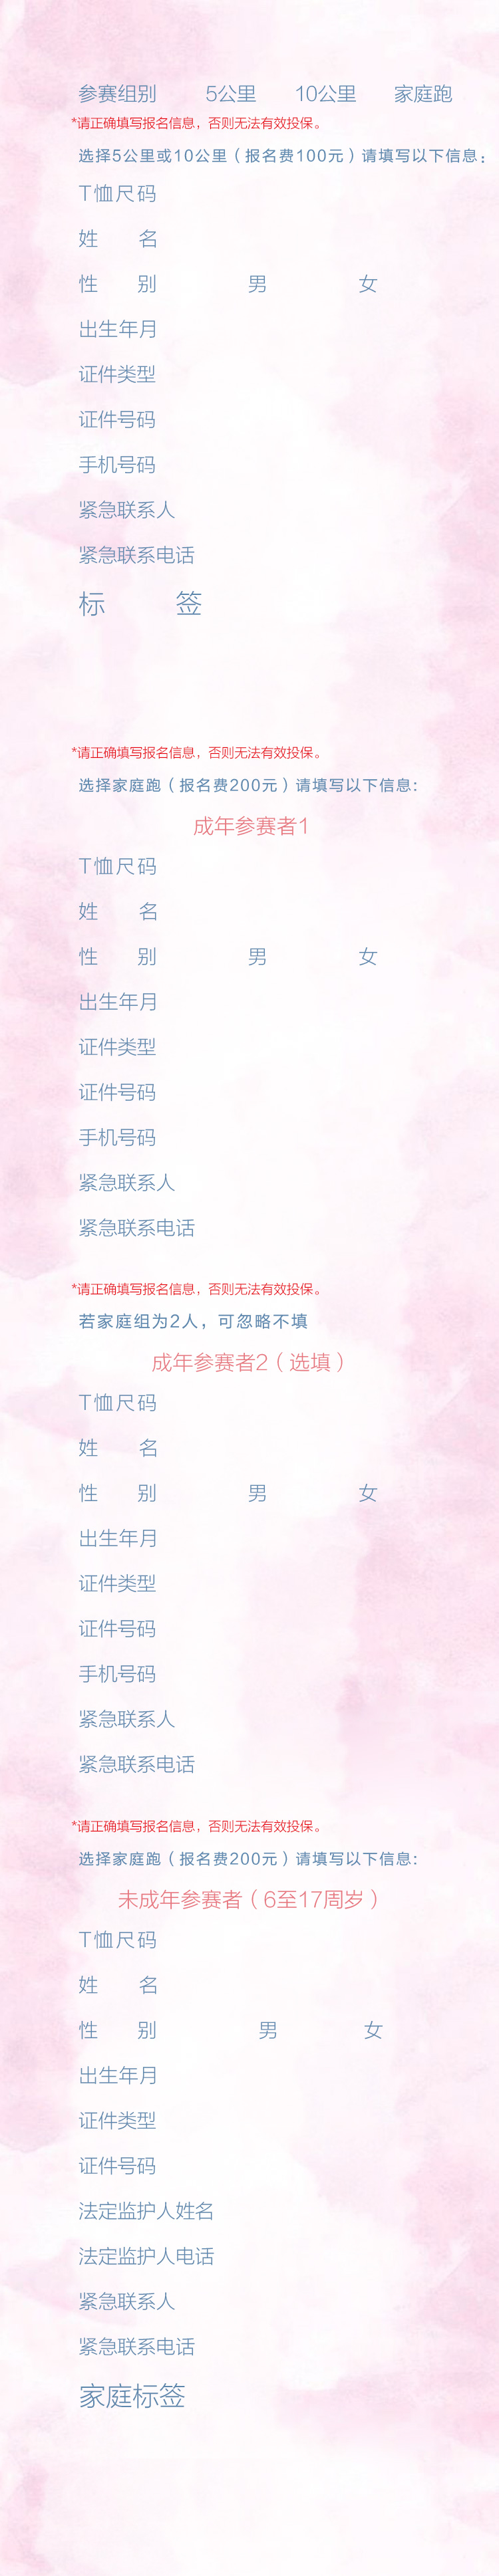 参赛组别 5公里 10公里 家庭跑
*请正确填写报名信息，否则无法有效投保。
选择5公里或10公里（报名费100元）请填写以下信息：
T恤尺码
姓 名
性 别 男 女
出生年月
证件类型
证件号码
手机号码
紧急联系人
紧急联系电话
标 签
*请正确填写报名信息，否则无法有效投保。
选择家庭跑（报名费200元）请填写以下信息：
成年参赛者1
T恤尺码
姓 名
性 别 男 女
出生年月
证件类型
证件号码
手机号码
紧急联系人
紧急联系电话
*请正确填写报名信息，否则无法有效投保。
若家庭组为2人，可忽略不填
成年参赛者2（选填）
T恤尺码
姓 名
性 别 男 女
出生年月
证件类型
证件号码
手机号码
紧急联系人
紧急联系电话
*请正确填写报名信息，否则无法有效投保。
选择家庭跑（报名费200元）请填写以下信息：
未成年参赛者（6至17周岁）
T恤尺码
姓 名
性 别 男 女
出生年月
证件类型
证件号码
法定监护人姓名
法定监护人电话
紧急联系人
紧急联系电话
家庭标签